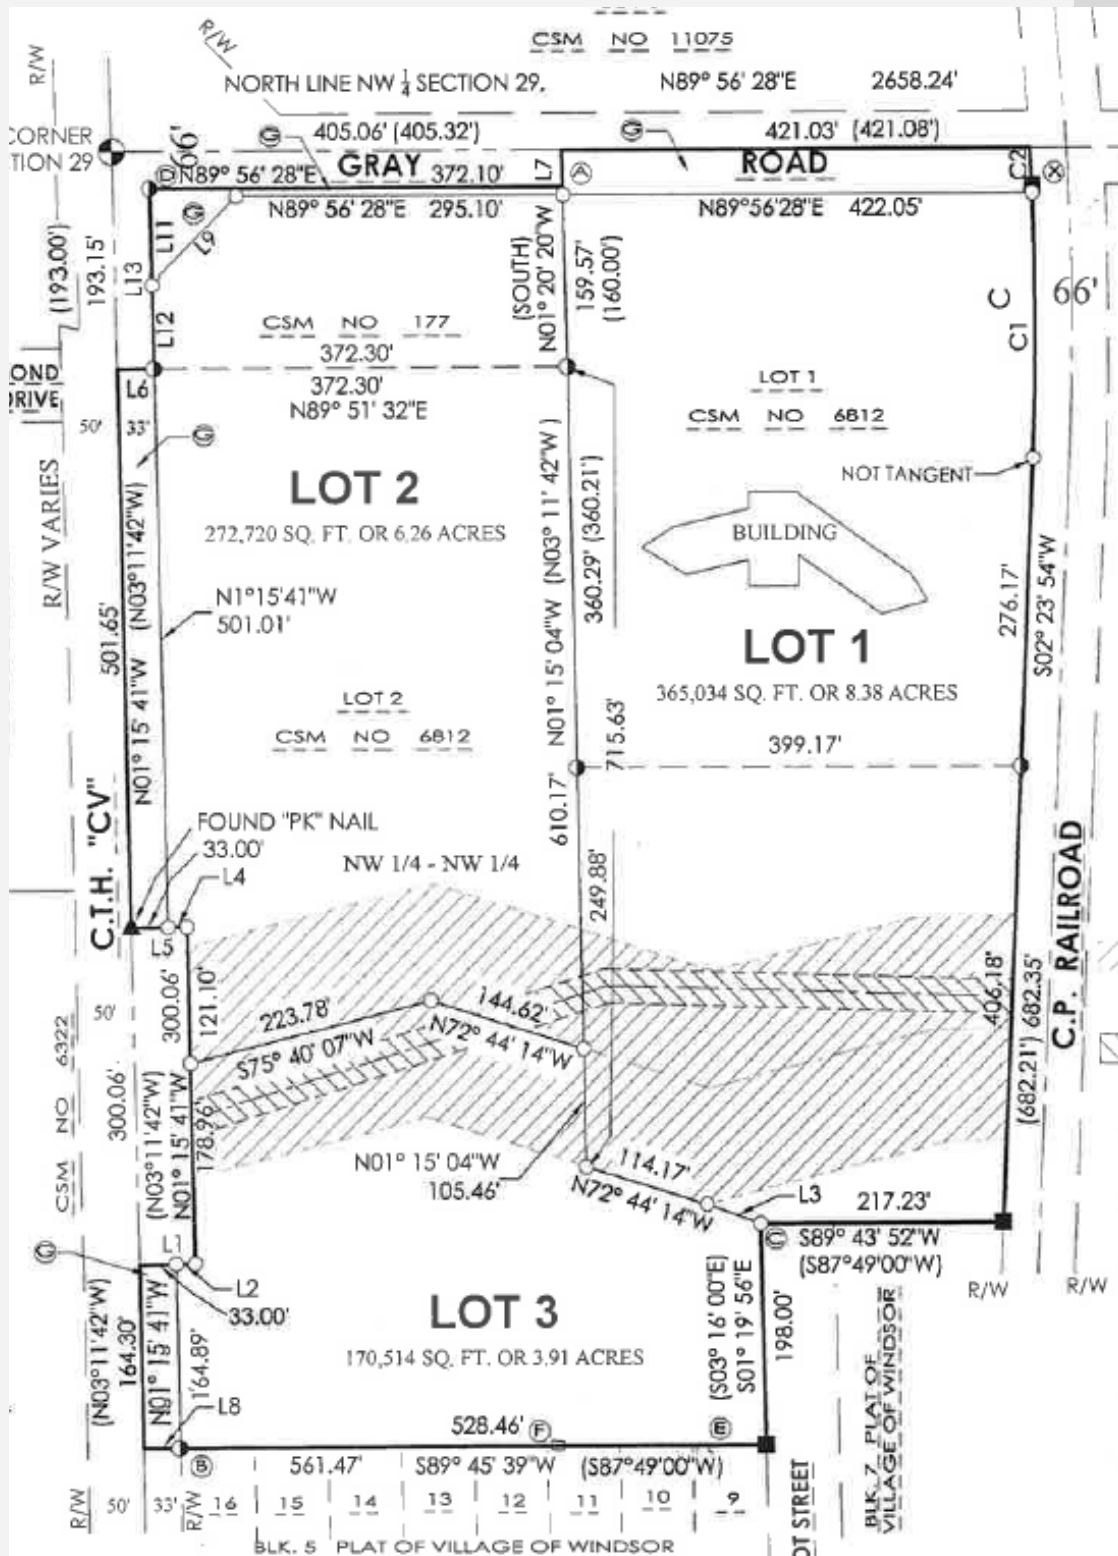 CSM NO 11075
R/W
R/W
NORTH LINE NW 1/4 SECTION 29,
N89° 56' 28"E 2658.24'
CORNER
TION 29
66'
G
405.06' (405.32')
G
421.03' (421.08')
D
N89° 56' 28"E
GRAY
372.10'
L7
A
ROAD
C2
X
N89° 56' 28"E 295.10'
N89°56'28"E 422.05'
L11
G
L9
(193.00')
193.15'
L13
L12
(SOUTH)
N01° 20' 20"W
159.57'
(160.00')
C
C1
66'
CSM NO 177
372.30'
OND
DRIVE
L6
372.30'
N89° 51' 32"E
LOT 1
CSM NO 6812
50'
33'
G
NOT TANGENT
R/W VARIES
LOT 2
272,720 SQ. FT. OR 6.26 ACRES
BUILDING
(N03°11'42"W)
N01° 15' 41"W
501.65'
N1°15'41"W
501.01'
N01° 15' 04"W (N03° 11' 42"W)
360.29' (360.21')
276.17'
S02° 23' 54"W
LOT 1
365,034 SQ. FT. OR 8.38 ACRES
LOT 2
CSM NO 6812
715.63'
399.17'
610.17'
C.T.H. "CV"
FOUND "PK" NAIL
33.00'
L4
NW 1/4 - NW 1/4
249.88'
C.P. RAILROAD
L5
300.06'
121.10'
50'
223.78'
S75° 40' 07"W
144.62'
N72° 44' 14"W
406.18'
(682.21') 682.35'
CSM NO 6322
300.06'
(N03°11'42"W)
N01° 15' 41"W
178.96'
N01° 15' 04"W
105.46'
114.17'
N72° 44' 14"W
L3
217.23'
C
S89° 43' 52"W
(S87°49'00"W)
G
L1
L2
33.00'
R/W
R/W
(N03°11'42"W)
164.30'
N01° 15' 41"W
164.89'
LOT 3
170,514 SQ. FT. OR 3.91 ACRES
(S03° 16' 00"E)
S01° 19' 56"E
198.00'
BLK. 7 PLAT OF
VILLAGE OF WINDSOR
L8
528.46'
F
E
B
561.47' S89° 45' 39"W (S87°49'00"W)
R/W
50'
33'
R/W
16 15 14 13 12 11 10 9
OT STREET
BLK. 5 PLAT OF VILLAGE OF WINDSOR